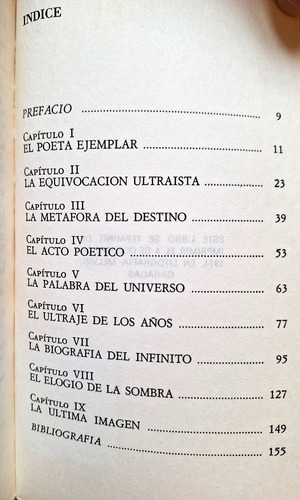 INDICE
PREFACIO ........ 9
CAPÍTULO I
EL POETA EJEMPLAR ........ 11
CAPÍTULO II
LA EQUIVOCACION ULTRAISTA ........ 23
CAPÍTULO III
LA METAFORA DEL DESTINO ........ 39
CAPÍTULO IV
EL ACTO POETICO ........ 53
CAPÍTULO V
LA PALABRA DEL UNIVERSO ........ 63
CAPÍTULO VI
EL ULTRAJE DE LOS AÑOS ........ 77
CAPÍTULO VII
LA BIOGRAFIA DEL INFINITO ........ 95
CAPÍTULO VIII
EL ELOGIO DE LA SOMBRA ........ 127
CAPÍTULO IX
LA ULTIMA IMAGEN ........ 149
BIBLIOGRAFIA ........ 155